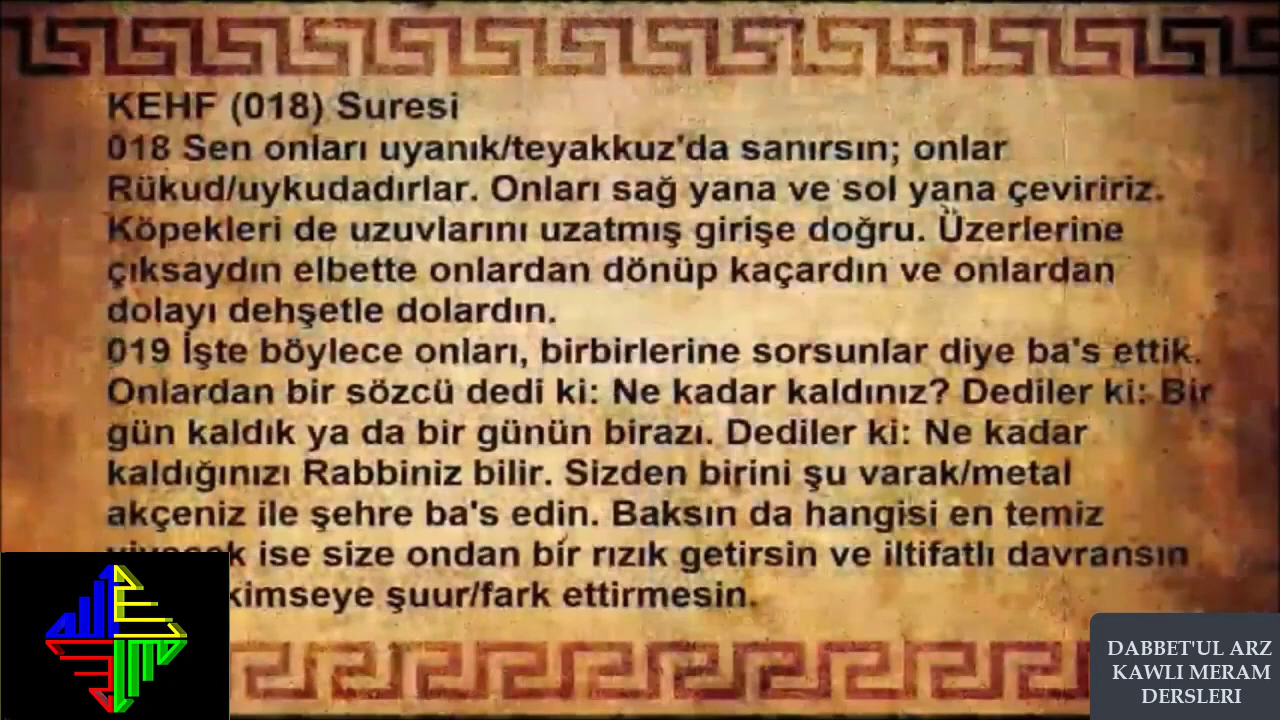 KEHF (018) Suresi
018 Sen onları uyanık/teyakkuz'da sanırsın; onlar
Rükud/uykudadırlar. Onları sağ yana ve sol yana çeviririz.
Köpekleri de uzuvlarını uzatmış girişe doğru. Üzerlerine
çıksaydın elbette onlardan dönüp kaçardın ve onlardan
dolayı dehşetle dolardın.
019 İşte böylece onları, birbirlerine sorsunlar diye ba's ettik.
Onlardan bir sözcü dedi ki: Ne kadar kaldınız? Dediler ki: Bir
gün kaldık ya da bir günün birazı. Dediler ki: Ne kadar
kaldığınızı Rabbiniz bilir. Sizden birini şu varak/metal
akçeniz ile şehre ba's edin. Baksın da hangisi en temiz
ise size ondan bir rızık getirsin ve iltifatlı davransın
kimseye şuur/fark ettirmesin.
DABBET'UL ARZ
KAWLI MERAM
DERSLERI